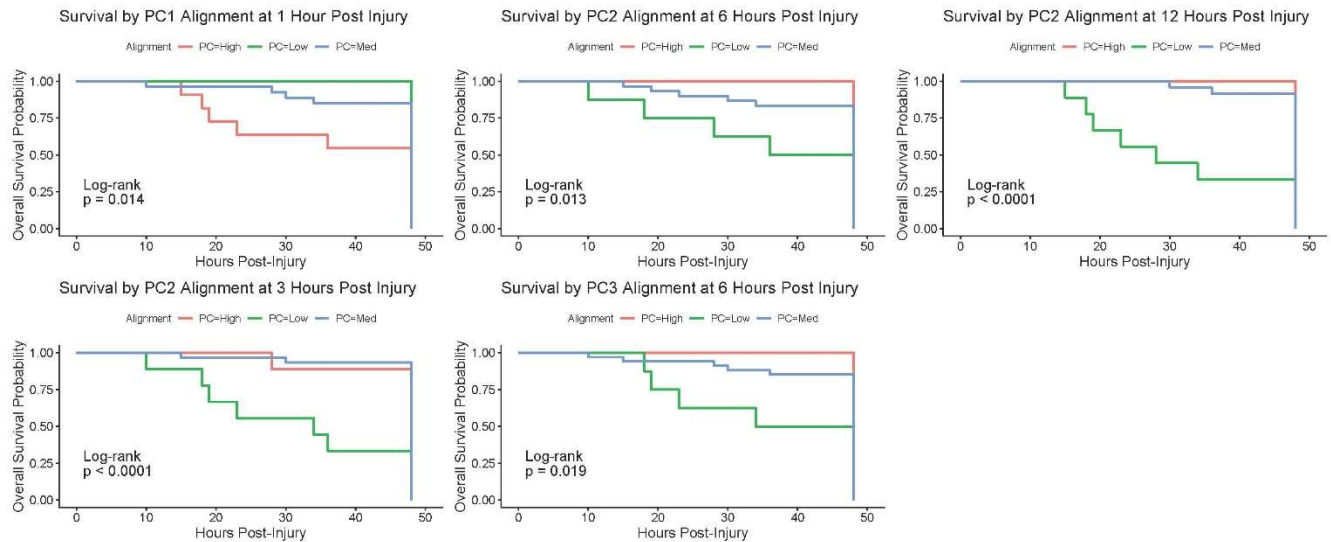 Survival by PC1 Alignment at 1 Hour Post Injury
Alignment PC=High PC=Low PC=Med
Overall Survival Probability
1.00
0.75
0.50
0.25
0.00
Log-rank
p = 0.014
0 10 20 30 40 50
Hours Post-Injury
Survival by PC2 Alignment at 6 Hours Post Injury
Alignment PC=High PC=Low PC=Med
Overall Survival Probability
1.00
0.75
0.50
0.25
0.00
Log-rank
p = 0.013
0 10 20 30 40 50
Hours Post-Injury
Survival by PC2 Alignment at 12 Hours Post Injury
Alignment PC=High PC=Low PC=Med
Overall Survival Probability
1.00
0.75
0.50
0.25
0.00
Log-rank
p < 0.0001
0 10 20 30 40 50
Hours Post-Injury
Survival by PC2 Alignment at 3 Hours Post Injury
Alignment PC=High PC=Low PC=Med
Overall Survival Probability
1.00
0.75
0.50
0.25
0.00
Log-rank
p < 0.0001
0 10 20 30 40 50
Hours Post-Injury
Survival by PC3 Alignment at 6 Hours Post Injury
Alignment PC=High PC=Low PC=Med
Overall Survival Probability
1.00
0.75
0.50
0.25
0.00
Log-rank
p = 0.019
0 10 20 30 40 50
Hours Post-Injury